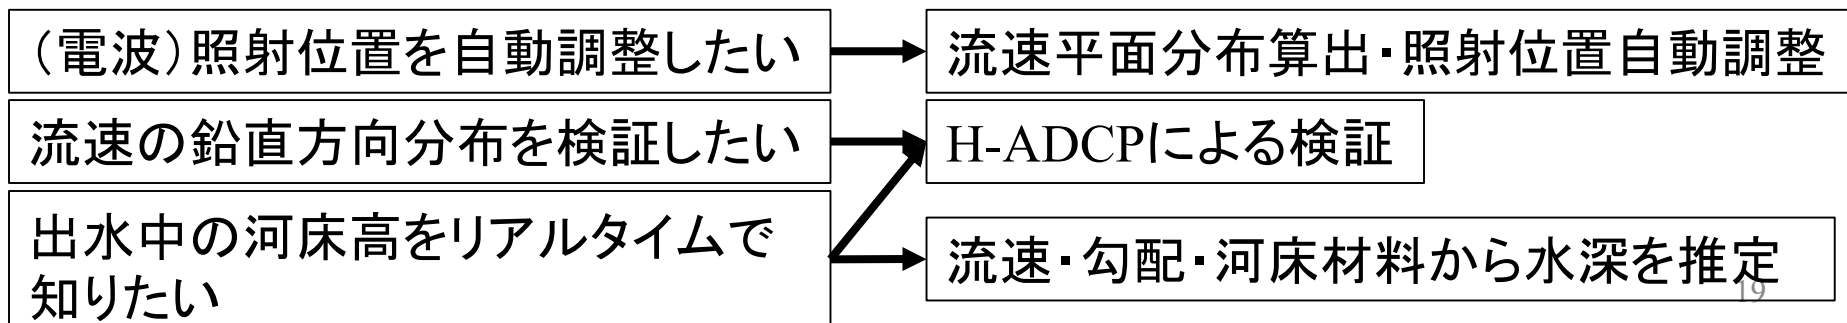 （電波）照射位置を自動調整したい
流速平面分布算出・照射位置自動調整
流速の鉛直方向分布を検証したい
H-ADCPによる検証
出水中の河床高をリアルタイムで
知りたい
流速・勾配・河床材料から水深を推定
19